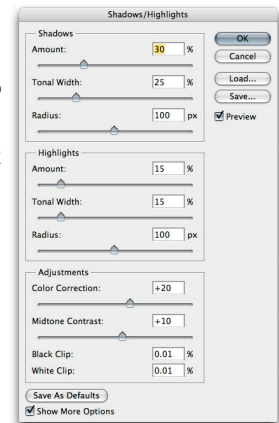 Shadows/Highlights
Shadows
Amount: 30 %
Tonal Width: 25 %
Radius: 100 px
Highlights
Amount: 15 %
Tonal Width: 15 %
Radius: 100 px
Adjustments
Color Correction: +20
Midtone Contrast: +10
Black Clip: 0.01 %
White Clip: 0.01 %
Save As Defaults
Show More Options
OK
Cancel
Load...
Save...
Preview